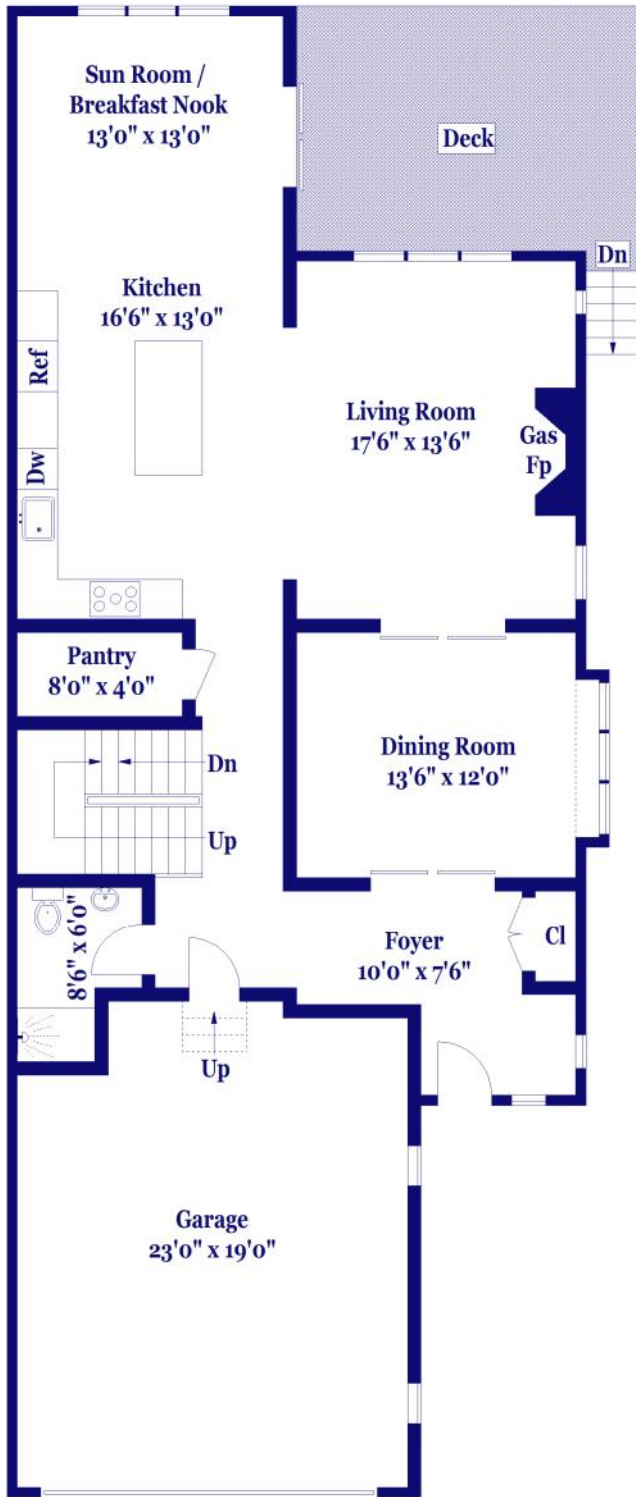 Sun Room /
Breakfast Nook
13'0" x 13'0"
Deck
Dn
Kitchen
16'6" x 13'0"
Ref
Living Room
17'6" x 13'6"
Gas
Fp
Dw
Pantry
8'0" x 4'0"
Dining Room
13'6" x 12'0"
Dn
Up
8'6" x 6'0"
Foyer
10'0" x 7'6"
Cl
Up
Garage
23'0" x 19'0"